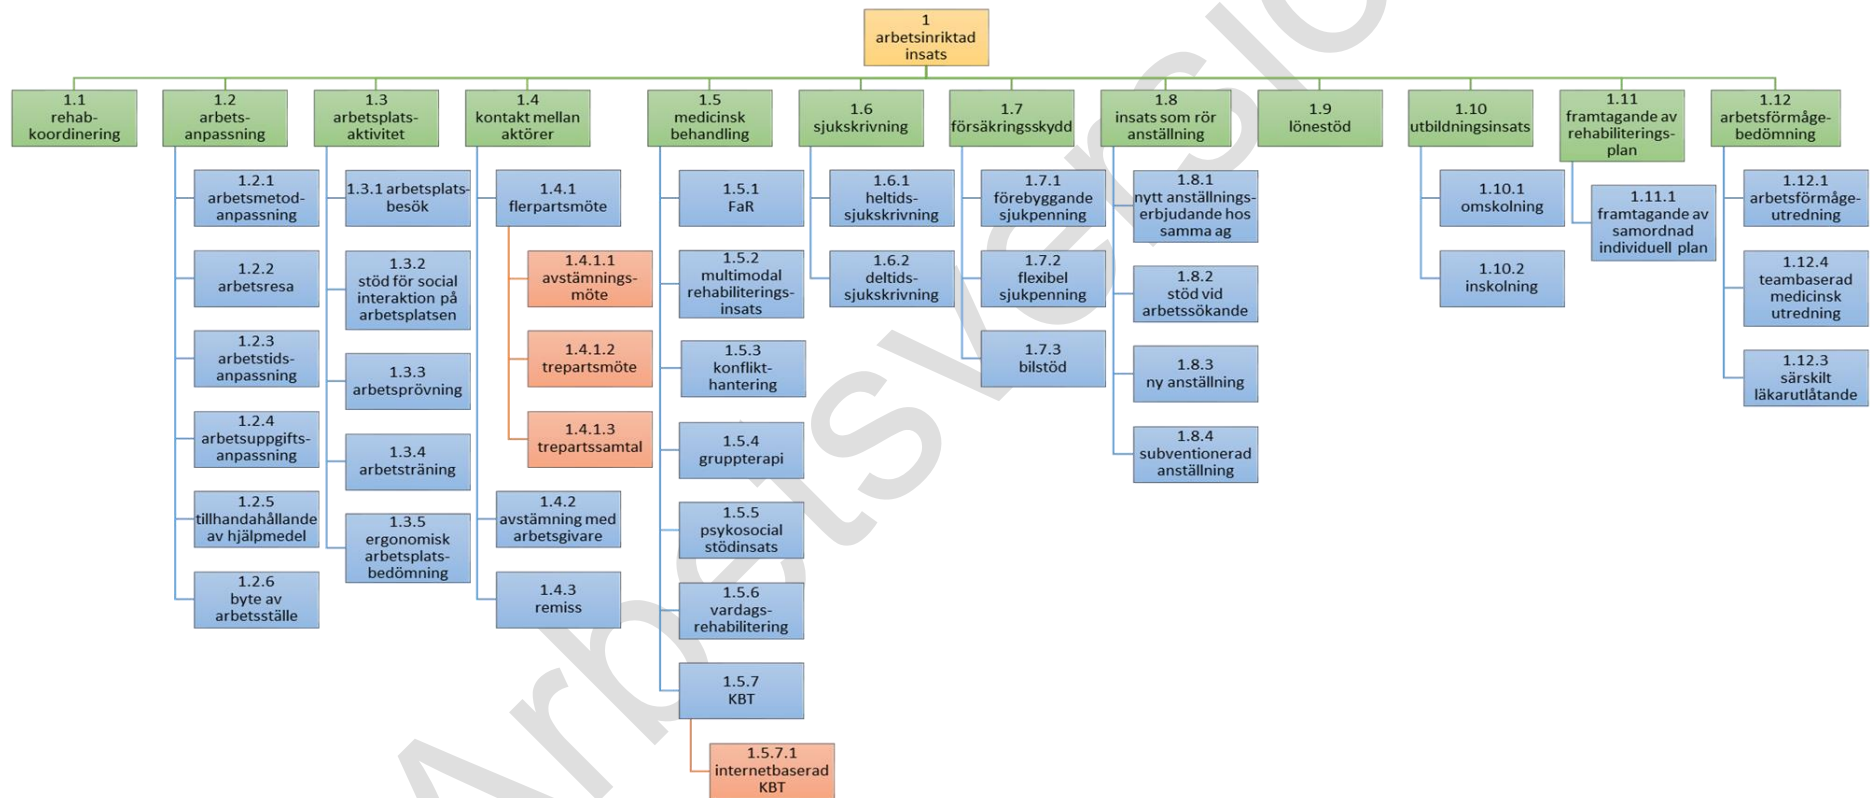 1
arbetsinriktad
insats
1.1
rehab-
koordinering
1.2
arbets-
anpassning
1.3
arbetsplats-
aktivitet
1.4
kontakt mellan
aktörer
1.5
medicinsk
behandling
1.6
sjukskrivning
1.7
försäkringsskydd
1.8
insats som rör
anställning
1.9
lönestöd
1.10
utbildningsinsats
1.11
framtagande av
rehabiliterings-
plan
1.12
arbetsförmåge-
bedömning
1.2.1
arbetsmetod-
anpassning
1.2.2
arbetsresa
1.2.3
arbetstids-
anpassning
1.2.4
arbetsuppgifts-
anpassning
1.2.5
tillhandahållande
av hjälpmedel
1.2.6
byte av
arbetsställe
1.3.1 arbetsplats-
besök
1.3.2
stöd för social
interaktion på
arbetsplatsen
1.3.3
arbetsprövning
1.3.4
arbetsträning
1.3.5
ergonomisk
arbetsplats-
bedömning
1.4.1
flerpartsmöte
1.4.1.1
avstämnings-
möte
1.4.1.2
trepartsmöte
1.4.1.3
trepartssamtal
1.4.2
avstämning med
arbetsgivare
1.4.3
remiss
1.5.1
FaR
1.5.2
multimodal
rehabiliterings-
insats
1.5.3
konflikt-
hantering
1.5.4
gruppterapi
1.5.5
psykosocial
stödinsats
1.5.6
vardags-
rehabilitering
1.5.7
KBT
1.5.7.1
internetbaserad
KBT
1.6.1
heltids-
sjukskrivning
1.6.2
deltids-
sjukskrivning
1.7.1
förebyggande
sjukpenning
1.7.2
flexibel
sjukpenning
1.7.3
bilstöd
1.8.1
nytt anställnings-
erbjudande hos
samma ag
1.8.2
stöd vid
arbetssökande
1.8.3
ny anställning
1.8.4
subventionerad
anställning
1.10.1
omskolning
1.10.2
inskolning
1.11.1
framtagande av
samordnad
individuell plan
1.12.1
arbetsförmåge-
utredning
1.12.4
teambaserad
medicinsk
utredning
1.12.3
särskilt
läkarutlåtande
Arbetsversio